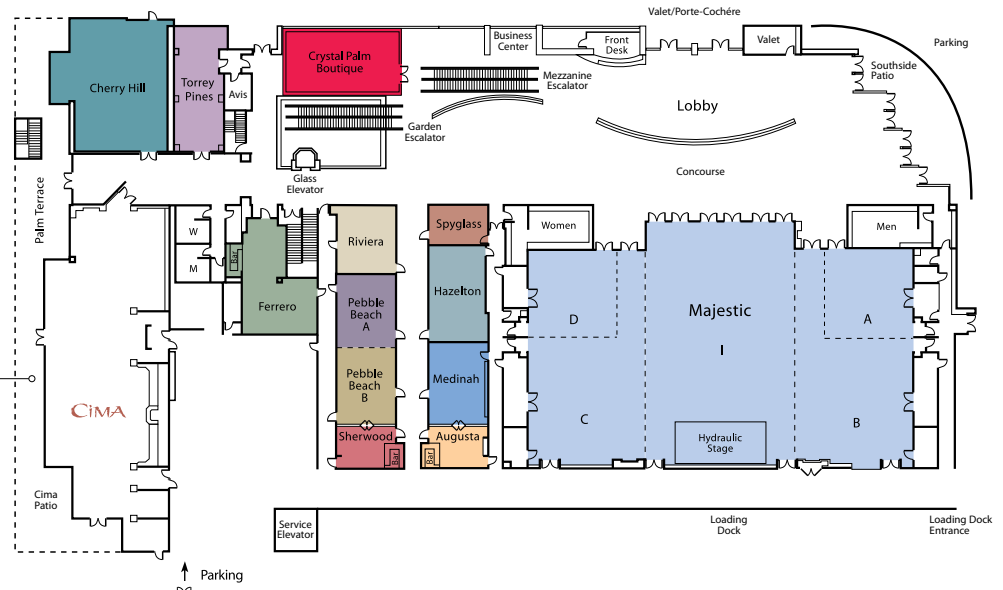 Valet/Porte-Cochére
Business
Center
Front
Desk
Valet
Parking
Crystal Palm
Boutique
Southside
Patio
Cherry Hill
Torrey
Pines
Avis
Mezzanine
Escalator
Lobby
Garden
Escalator
Glass
Elevator
Concourse
Palm Terrace
W
M
Bar
Ferrero
Riviera
Spyglass
Women
Men
Pebble
Beach
A
Hazelton
D
Majestic
I
A
Pebble
Beach
B
Medinah
CiMA
C
B
Sherwood
Bar
Augusta
Bar
Hydraulic
Stage
Cima
Patio
Service
Elevator
Loading
Dock
Loading Dock
Entrance
Parking